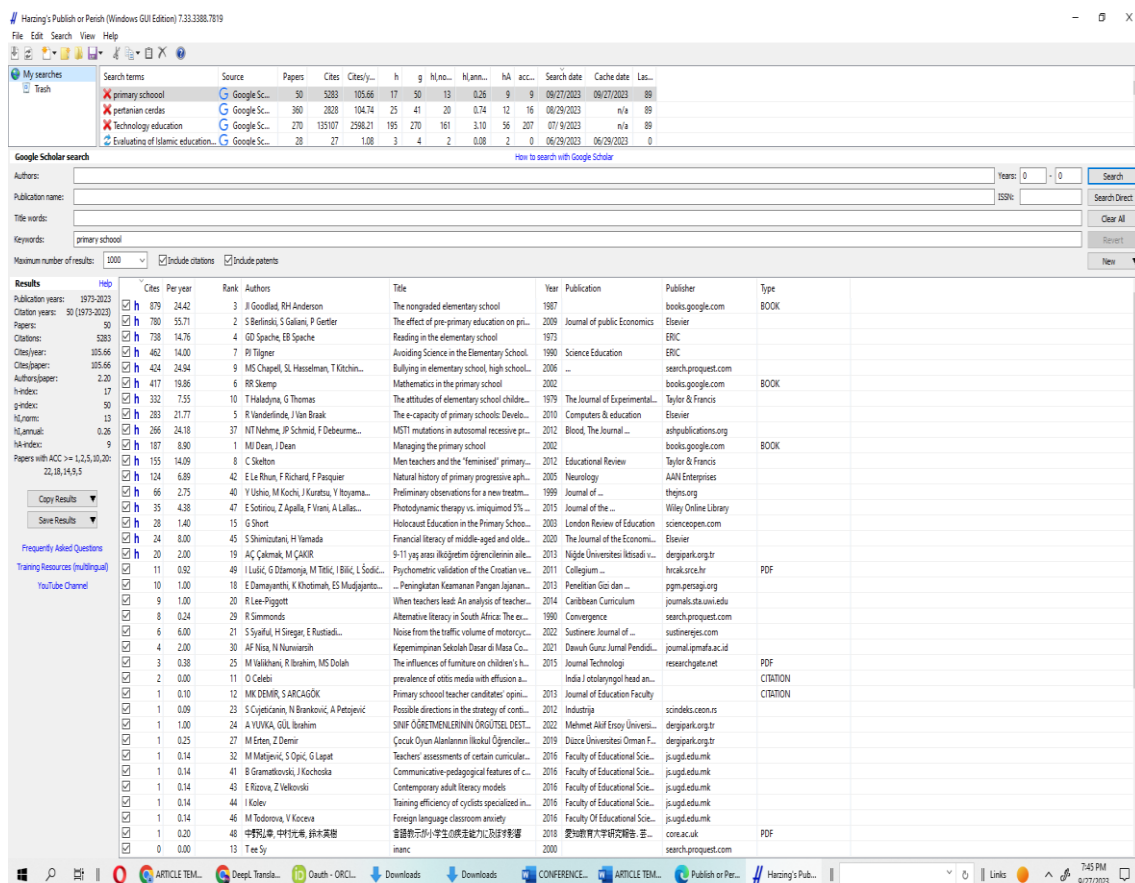 Harzing's Publish or Perish (Windows GUI Edition) 7.33.3388.7819
File Edit Search View Help
My searches
Trash
Search terms Source Papers Cites Cites/y... h g hI,no... hI,ann... hA acc... Search date Cache date Las...
primary schoool Google Sc... 50 5283 105.66 17 50 13 0.26 9 9 09/27/2023 09/27/2023 89
pertanian cerdas Google Sc... 360 2828 104.74 25 41 20 0.74 12 16 08/29/2023 n/a 89
Technology education Google Sc... 270 135107 2598.21 195 270 161 3.10 56 207 07/ 9/2023 n/a 89
Evaluating of Islamic education... Google Sc... 28 27 1.08 3 4 2 0.08 2 0 06/29/2023 06/29/2023 0
Google Scholar search How to search with Google Scholar
Authors: Years: 0 - 0 Search
Publication name: ISSN: Search Direct
Title words: Clear All
Keywords: primary schoool Revert
Maximum number of results: 1000 Include citations Include patents New
Results Help
Publication years: 1973-2023
Citation years: 50 (1973-2023)
Papers: 50
Citations: 5283
Cites/year: 105.66
Cites/paper: 105.66
Authors/paper: 2.20
h-index: 17
g-index: 50
hI,norm: 13
hI,annual: 0.26
hA-index: 9
Papers with ACC >= 1,2,5,10,20:
22,18,14,9,5
Copy Results
Save Results
Frequently Asked Questions
Training Resources (multilingual)
YouTube Channel
Cites Per year Rank Authors Title Year Publication Publisher Type
h 879 24.42 3 JI Goodlad, RH Anderson The nongraded elementary school 1987 books.google.com BOOK
h 780 55.71 2 S Berlinski, S Galiani, P Gertler The effect of pre-primary education on pri... 2009 Journal of public Economics Elsevier
h 738 14.76 4 GD Spache, EB Spache Reading in the elementary school 1973 ERIC
h 462 14.00 7 PJ Tilgner Avoiding Science in the Elementary School. 1990 Science Education ERIC
h 424 24.94 9 MS Chapell, SL Hasselman, T Kitchin... Bullying in elementary school, high school... 2006 ... search.proquest.com
h 417 19.86 6 RR Skemp Mathematics in the primary school 2002 books.google.com BOOK
h 332 7.55 10 T Haladyna, G Thomas The attitudes of elementary school childre... 1979 The Journal of Experimental... Taylor & Francis
h 283 21.77 5 R Vanderlinde, J Van Braak The e-capacity of primary schools: Develo... 2010 Computers & education Elsevier
h 266 24.18 37 NT Nehme, JP Schmid, F Debeurme... MST1 mutations in autosomal recessive pr... 2012 Blood, The Journal ... ashpublications.org
h 187 8.90 1 MJ Dean, J Dean Managing the primary school 2002 books.google.com BOOK
h 155 14.09 8 C Skelton Men teachers and the "feminised" primary... 2012 Educational Review Taylor & Francis
h 124 6.89 42 E Le Rhun, F Richard, F Pasquier Natural history of primary progressive aph... 2005 Neurology AAN Enterprises
h 66 2.75 40 Y Ushio, M Kochi, J Kuratsu, Y Itoyama... Preliminary observations for a new treatm... 1999 Journal of ... thejns.org
h 35 4.38 47 E Sotiriou, Z Apalla, F Vrani, A Lallas... Photodynamic therapy vs. imiquimod 5% ... 2015 Journal of the ... Wiley Online Library
h 28 1.40 15 G Short Holocaust Education in the Primary Schoo... 2003 London Review of Education scienceopen.com
h 24 8.00 45 S Shimizutani, H Yamada Financial literacy of middle-aged and olde... 2020 The Journal of the Economi... Elsevier
h 20 2.00 19 AÇ Çakmak, M ÇAKIR 9-11 yaş arası ilköğretim öğrencilerinin aile... 2013 Niğde Üniversitesi İktisadi v... dergipark.org.tr
11 0.92 49 I Lušić, G Džamonja, M Titlić, I Bilić, L Šodić... Psychometric validation of the Croatian ve... 2011 Collegium ... hrcak.srce.hr PDF
10 1.00 18 E Damayanthi, K Khotimah, ES Mudjajanto... ... Peningkatan Keamanan Pangan Jajanan... 2013 Penelitian Gizi dan ... pgm.persagi.org
9 1.00 20 R Lee-Piggott When teachers lead: An analysis of teacher... 2014 Caribbean Curriculum journals.sta.uwi.edu
8 0.24 29 R Simmonds Alternative literacy in South Africa: The ex... 1990 Convergence search.proquest.com
6 6.00 21 S Syaiful, H Siregar, E Rustiadi... Noise from the traffic volume of motorcyc... 2022 Sustinere: Journal of ... sustinerejes.com
4 2.00 30 AF Nisa, N Nurwiarsih Kepemimpinan Sekolah Dasar di Masa Co... 2021 Dawuh Guru: Jurnal Pendidi... journal.ipmafa.ac.id
3 0.38 25 M Valikhani, R Ibrahim, MS Dolah The influences of furniture on children's h... 2015 Journal Technologi researchgate.net PDF
2 0.00 11 O Celebi prevalence of otitis media with effusion a... India J otolaryngol head an... CITATION
1 0.10 12 MK DEMİR, S ARCAGÖK Primary schoool teacher canditates' opini... 2013 Journal of Education Faculty CITATION
1 0.09 23 S Cvjetićanin, N Branković, A Petojević Possible directions in the strategy of conti... 2012 Industrija scindeks.ceon.rs
1 1.00 24 A YUVKA, GÜL İbrahim SINIF ÖĞRETMENLERİNİN ÖRGÜTSEL DEST... 2022 Mehmet Akif Ersoy Üniversi... dergipark.org.tr
1 0.25 27 M Erten, Z Demir Çocuk Oyun Alanlarının İlkokul Öğrenciler... 2019 Düzce Üniversitesi Orman F... dergipark.org.tr
1 0.14 32 M Matijević, S Opić, G Lapat Teachers' assessments of certain curricular... 2016 Faculty of Educational Scie... js.ugd.edu.mk
1 0.14 41 B Gramatkovski, J Kochoska Communicative-pedagogical features of c... 2016 Faculty of Educational Scie... js.ugd.edu.mk
1 0.14 43 E Rizova, Z Velkovski Contemporary adult literacy models 2016 Faculty of Educational Scie... js.ugd.edu.mk
1 0.14 44 I Kolev Training efficiency of cyclists specialized in... 2016 Faculty Of Educational Scie... js.ugd.edu.mk
1 0.14 46 M Todorova, V Koceva Foreign language classroom anxiety 2016 Faculty of Educational Scie... js.ugd.edu.mk
1 0.20 48 中野弘幸, 中村光希, 鈴木英樹 言語教示が小学生の疾走能力に及ぼす影響 2018 愛知教育大学研究報告. 芸... core.ac.uk PDF
0 0.00 13 T ee Sy inanc 2000 search.proquest.com
ARTICLE TEM... DeepL Transla... Oauth - ORCI... Downloads Downloads CONFERENCE... ARTICLE TEM... Publish or Per... Harzing's Pub... Links 7:45 PM
9/27/2023